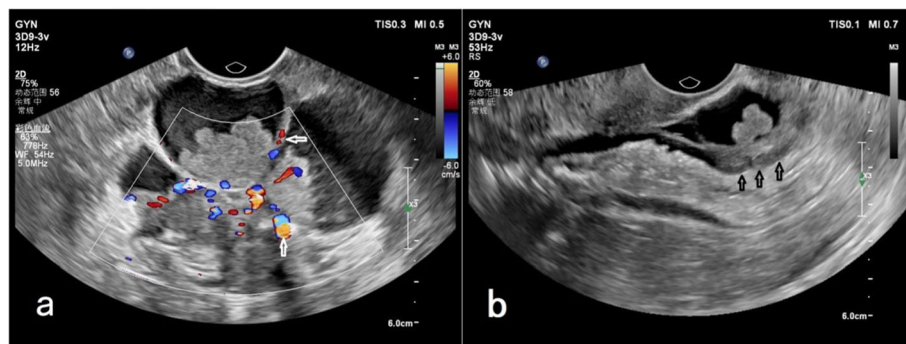 GYN
TIS0.3 MI 0.5
3D9-3v
12Hz
M3 M3
+6.0
2D
75%
动态范围 56
余辉 中
常规
彩色血流
63%
778Hz
WF 54Hz
5.0MHz
-6.0
cm/s
X3
6.0cm
a
GYN
TIS0.1 MI 0.7
3D9-3v
53Hz
RS
M3
2D
60%
动态范围 58
余辉 低
常规
X3
6.0cm
b